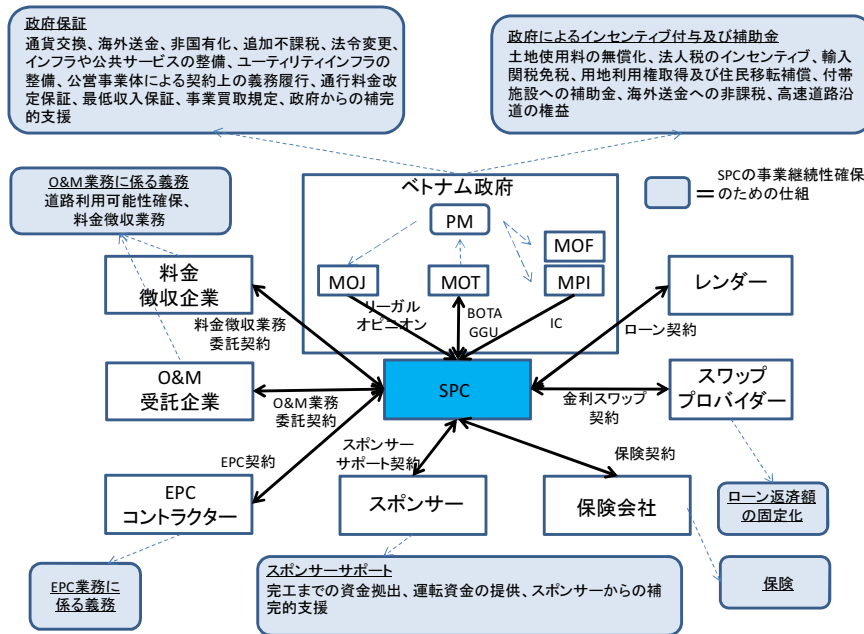 政府保証
通貨交換、海外送金、非国有化、追加不課税、法令変更、
インフラや公共サービスの整備、ユーティリティインフラ
の整備、公営事業体による契約上の義務履行、通行料金改
定保証、最低収入保証、事業買取規定、政府からの補完
的支援
政府によるインセンティブ付与及び補助金
土地使用料の無償化、法人税のインセンティブ、輸入
関税免税、用地利用権取得及び住民移転補償、付帯
施設への補助金、海外送金への非課税、高速道路沿
道の権益
O&M業務に係る義務
道路利用可能性確保、
料金徴収業務
ベトナム政府
SPCの事業継続性確保
＝のための仕組
PM
MOF
MOJ
MOT
MPI
料金
徴収企業
レンダー
リーガル
オピニオン
BOTA
GGU
IC
ローン契約
料金徴収業務
委託契約
O&M
受託企業
O&M業務
委託契約
SPC
金利スワップ
契約
スワップ
プロバイダー
EPC契約
スポンサー
サポート契約
保険契約
EPC
コントラクター
スポンサー
保険会社
ローン返済額
の固定化
EPC業務に
係る義務
スポンサーサポート
完工までの資金拠出、運転資金の提供、スポンサーからの補
完的支援
保険